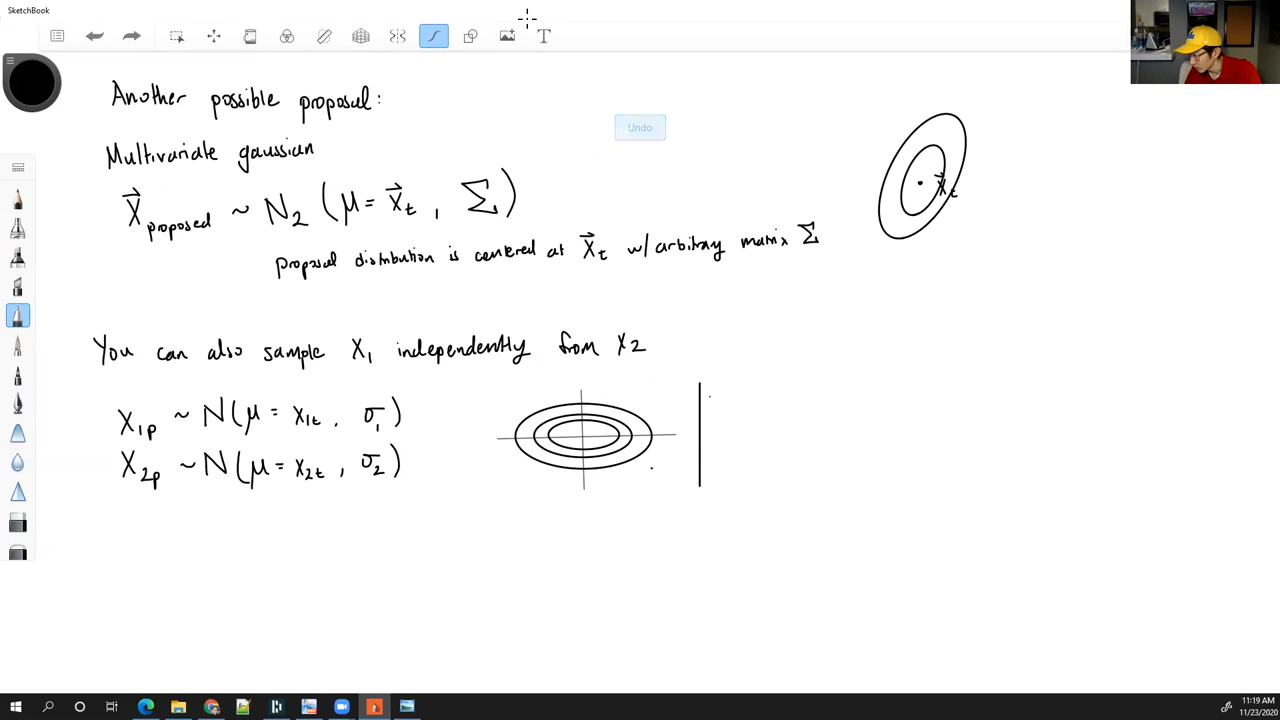 SketchBook
Undo
Another possible proposal:
Multivariate gaussian
X⃗proposed ~ N₂ (μ = X⃗t , Σ)
proposal distribution is centered at X⃗t w/ arbitrary matrix Σ
X⃗t
You can also sample X₁ independently from X2
X1p ~ N(μ = x1t , σ1)
X2p ~ N(μ = x2t , σ2)
11:19 AM
11/23/2020